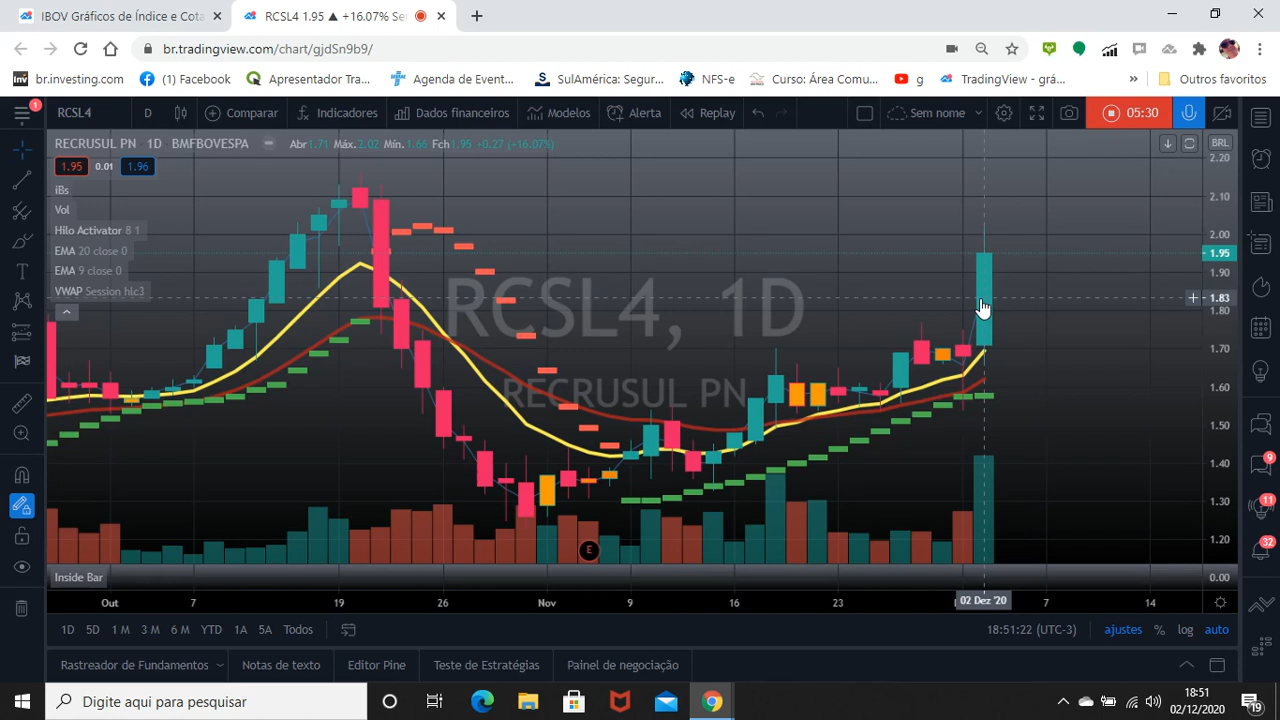 IBOV Gráficos de Índice e Cota
RCSL4 1.95 ▲ +16.07% Se
br.tradingview.com/chart/gjdSn9b9/
br.investing.com
(1) Facebook
Apresentador Tra...
Agenda de Event...
SulAmérica: Segur...
NFS-e
Curso: Área Comu...
g
TradingView - grá...
»
Outros favoritos
1
RCSL4
D
Comparar
Indicadores
Dados financeiros
Modelos
Alerta
Replay
Sem nome
05:30
RECRUSUL PN · 1D · BMFBOVESPA
Abr1.71 Máx.2.02 Mín.1.66 Fch1.95 +0.27 (+16.07%)
BRL
1.95
0.01
1.96
iBs
Vol
Hilo Activator 8 1
EMA 20 close 0
EMA 9 close 0
VWAP Session hlc3
RCSL4, 1D
RECRUSUL PN
2.20
2.10
2.00
1.95
1.90
1.83
1.80
1.70
1.60
1.50
1.40
1.30
1.20
0.00
E
9
11
32
Inside Bar
Out
7
19
26
Nov
9
16
23
02 Dez '20
7
14
1D
5D
1 M
3 M
6 M
YTD
1A
5A
Todos
18:51:22 (UTC-3)
ajustes
%
log
auto
Rastreador de Fundamentos
Notas de texto
Editor Pine
Teste de Estratégias
Painel de negociação
Digite aqui para pesquisar
18:51
02/12/2020
19